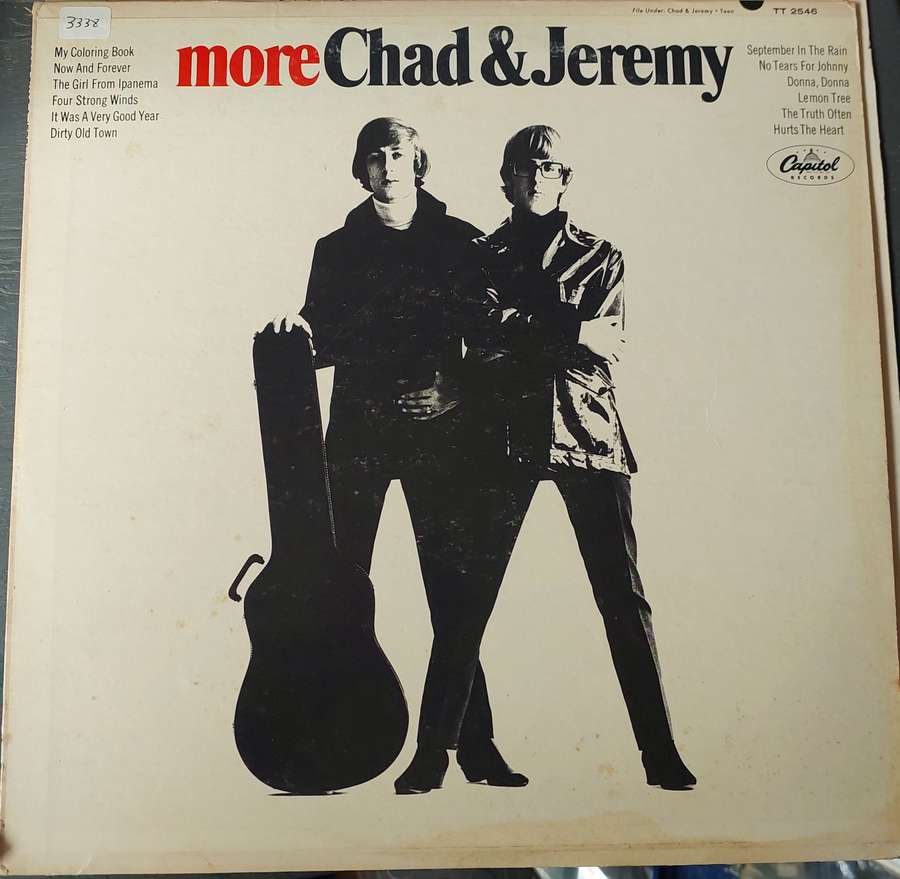 3338
File Under: Chad & Jeremy • Teen
TT 2546
more Chad & Jeremy
My Coloring Book
Now And Forever
The Girl From Ipanema
Four Strong Winds
It Was A Very Good Year
Dirty Old Town
September In The Rain
No Tears For Johnny
Donna, Donna
Lemon Tree
The Truth Often
Hurts The Heart
Capitol
RECORDS